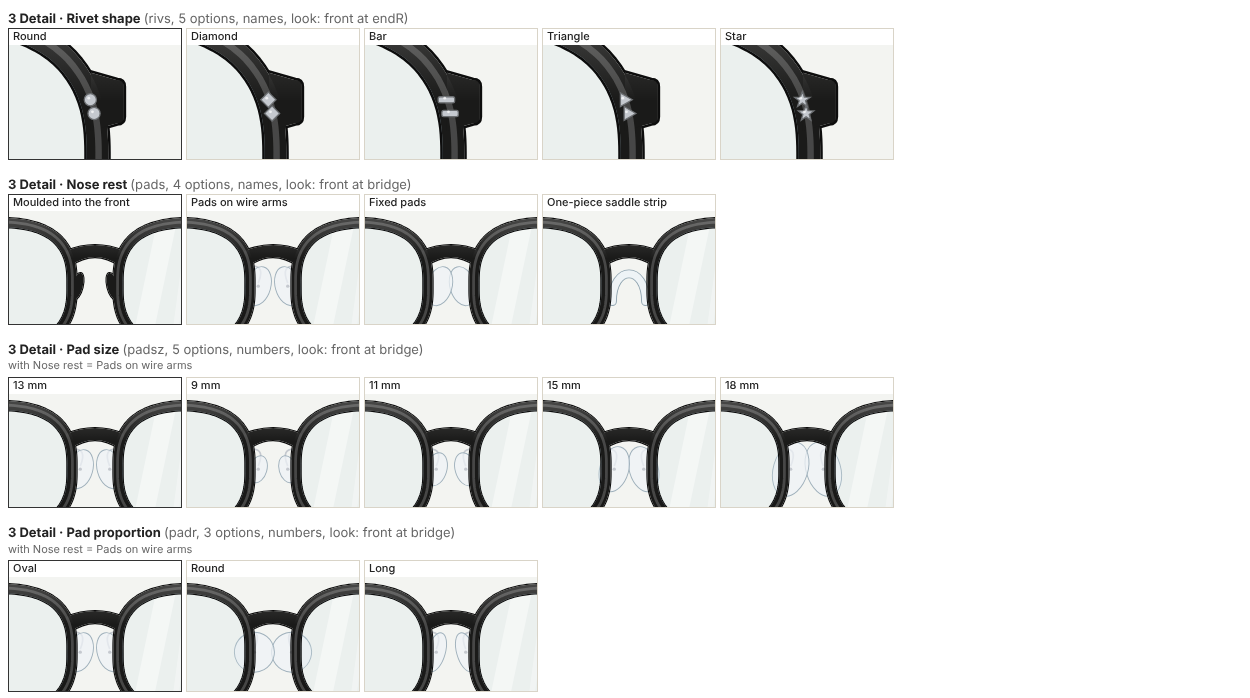 3 Detail · Rivet shape (rivs, 5 options, names, look: front at endR)
Round
Diamond
Bar
Triangle
Star
3 Detail · Nose rest (pads, 4 options, names, look: front at bridge)
Moulded into the front
Pads on wire arms
Fixed pads
One-piece saddle strip
3 Detail · Pad size (padsz, 5 options, numbers, look: front at bridge)
with Nose rest = Pads on wire arms
13 mm
9 mm
11 mm
15 mm
18 mm
3 Detail · Pad proportion (padr, 3 options, numbers, look: front at bridge)
with Nose rest = Pads on wire arms
Oval
Round
Long